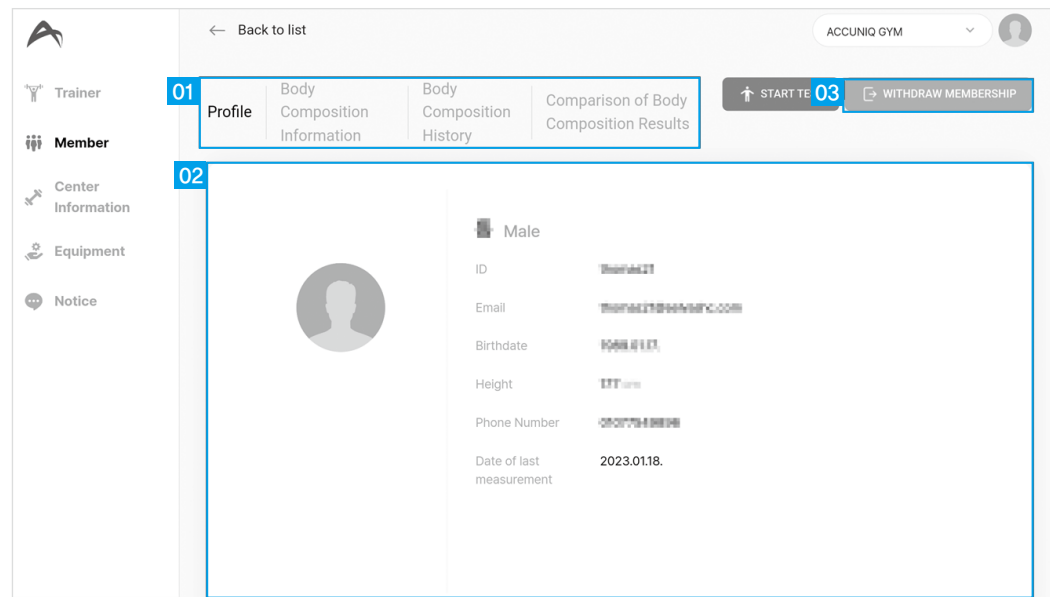 Back to list
ACCUNIQ GYM
Trainer
Member
Center
Information
Equipment
Notice
01
Profile
Body
Composition
Information
Body
Composition
History
Comparison of Body
Composition Results
START TE
03
WITHDRAW MEMBERSHIP
02
Male
ID
Email
Birthdate
Height
Phone Number
Date of last
measurement
2023.01.18.